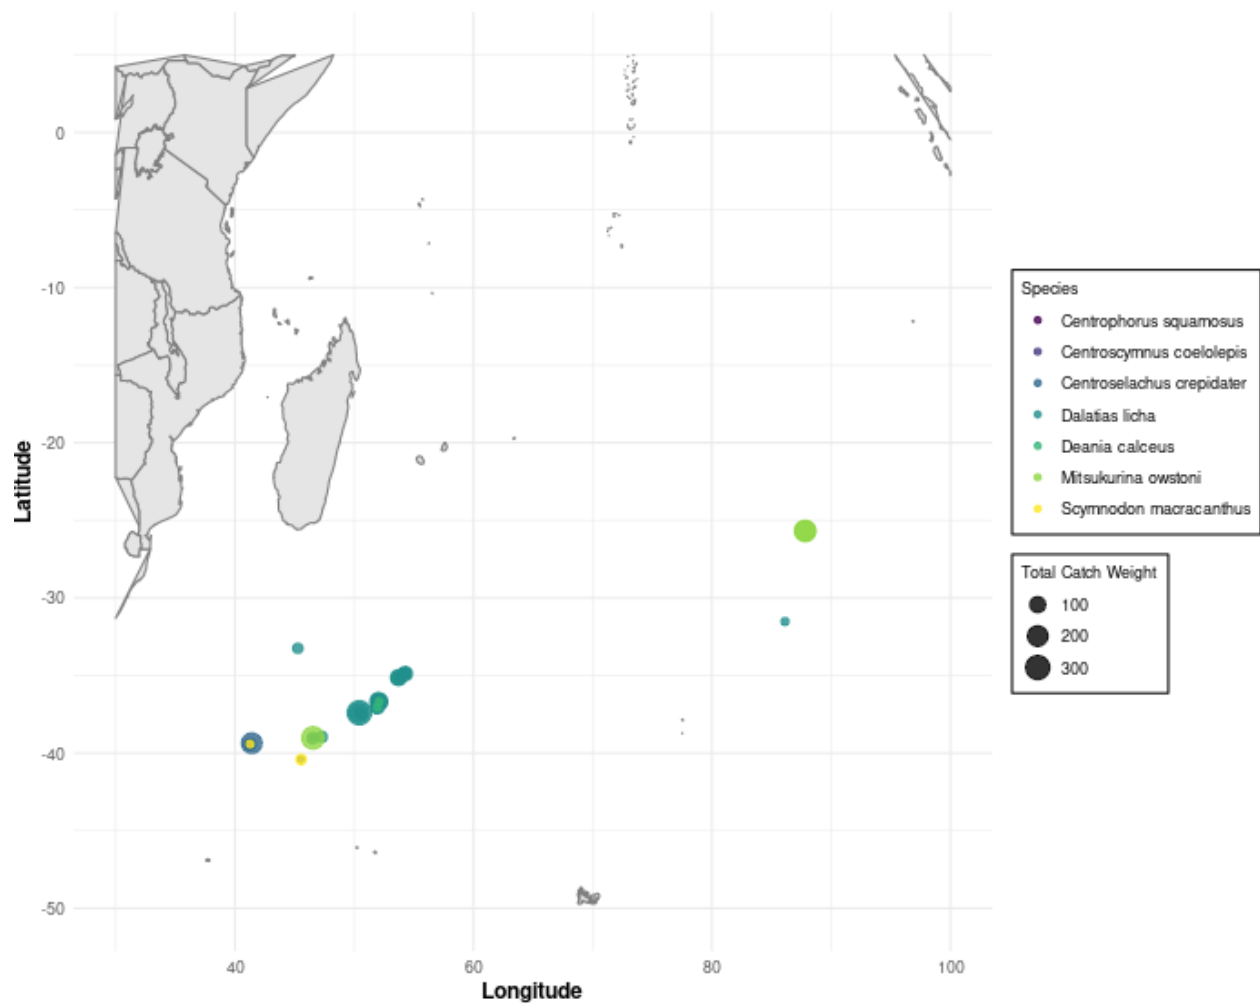 0
-10
-20
-30
-40
-50
Latitude
40
60
80
100
Longitude
Species
Centrophorus squamosus
Centroscymnus coelolepis
Centroselachus crepidater
Dalatias licha
Deania calceus
Mitsukurina owstoni
Scymnodon macracanthus
Total Catch Weight
100
200
300